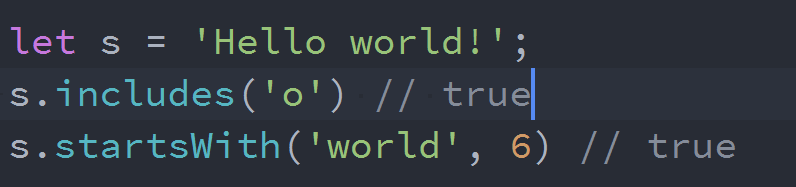 let s = 'Hello world!';
s.includes('o') // true
s.startsWith('world', 6) // true